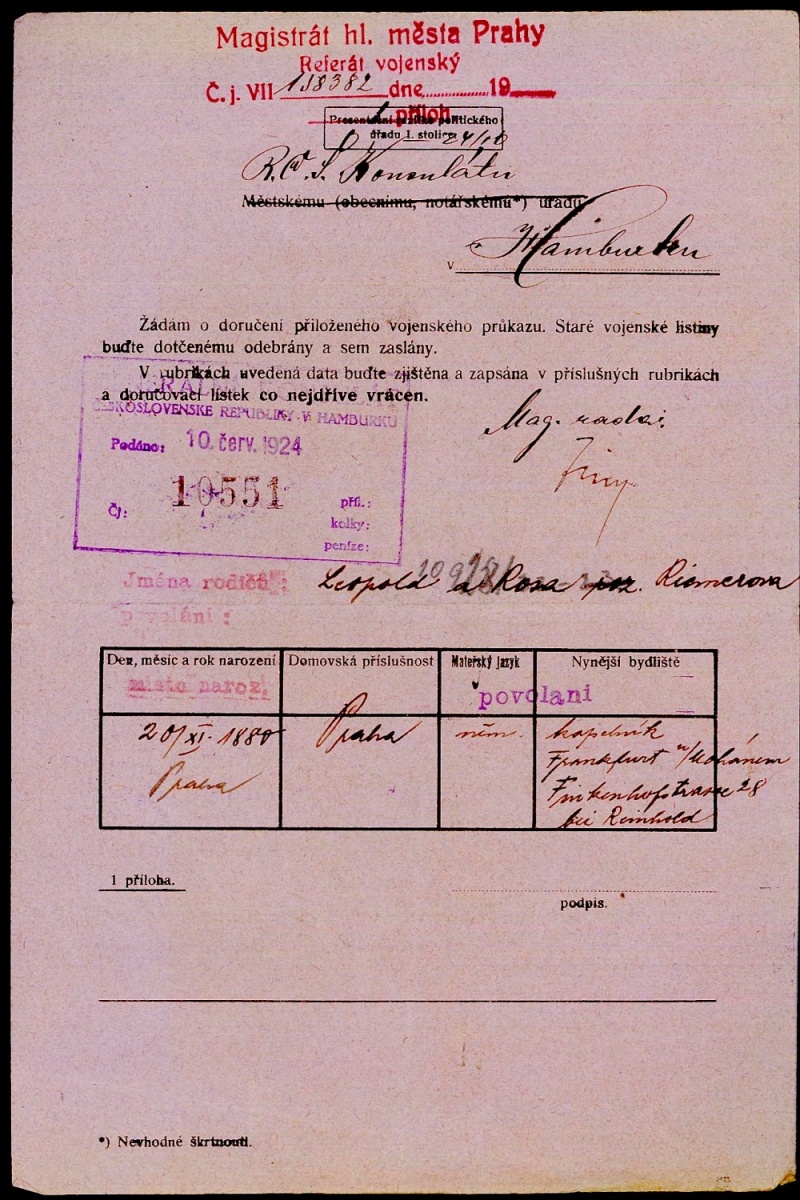 Magistrát hl. města Prahy
Referát vojenský
Č. j. VII 118382 dne 19
příloh
Presentační politického
úřadu I. stolice 24/10
R. Č. S. Konsulátu
Městskému (obecnímu, notářskému*) úřadu
v Hamburku
Žádám o doručení přiloženého vojenského průkazu. Staré vojenské listiny
buďte dotčenému odebrány a sem zaslány.
V rubrikách uvedená data buďte zjištěna a zapsána v příslušných rubrikách
a doručovací lístek co nejdříve vrácen.
ČESKOSLOVENSKÉ REPUBLIKY V HAMBURKU
Podáno: 10. červ. 1924
Čj: 10551
příl.:
kolky:
peníze:
Mag. rada:
Jména rodičů: Leopold a Rosa roz. Riemerova
povolání:
Den, měsíc a rok narození Domovská příslušnost Mateřský jazyk Nynější bydliště
místo naroz. povolani
20/XI. 1880 Praha něm. kapelník
Praha Frankfurt n/Mohanem
Finkenhofstrasse 28
bei Reinhold
1 příloha.
podpis.
*) Nevhodné škrtnouti.